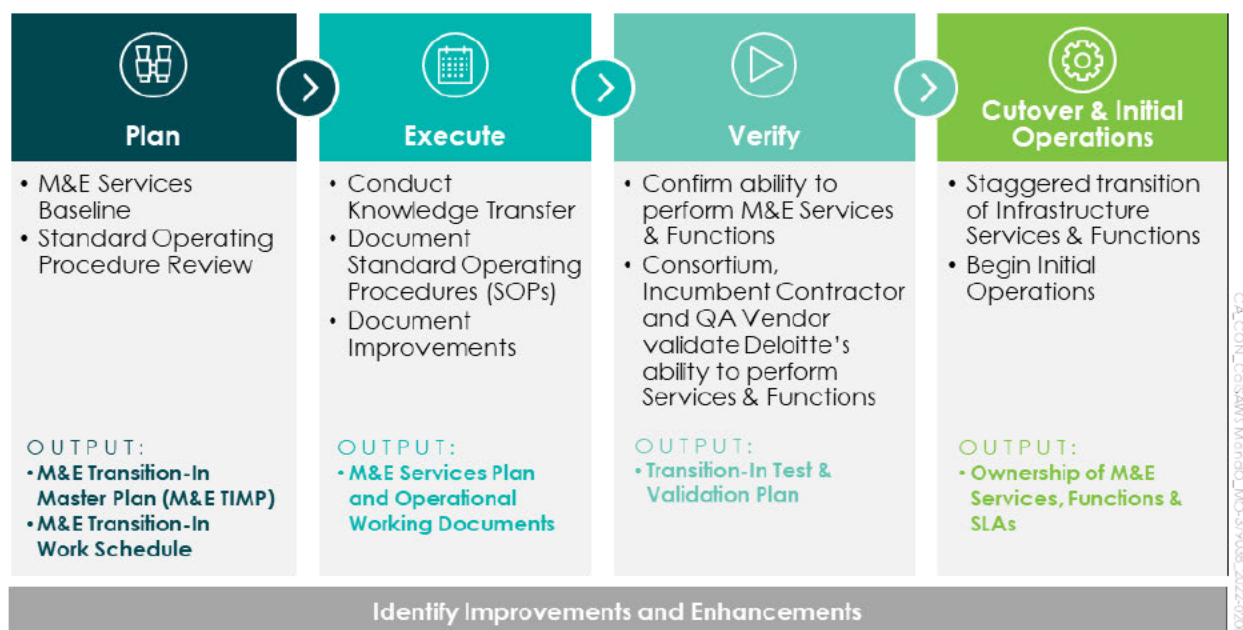 Plan
• M&E Services
Baseline
• Standard Operating
Procedure Review
OUTPUT:
• M&E Transition-In
Master Plan (M&E TIMP)
• M&E Transition-In
Work Schedule
Execute
• Conduct
Knowledge Transfer
• Document
Standard Operating
Procedures (SOPs)
• Document
Improvements
OUTPUT:
• M&E Services Plan
and Operational
Working Documents
Verify
• Confirm ability to
perform M&E Services
& Functions
• Consortium,
Incumbent Contractor
and QA Vendor
validate Deloitte's
ability to perform
Services & Functions
OUTPUT:
• Transition-In Test &
Validation Plan
Cutover & Initial
Operations
• Staggered transition
of Infrastructure
Services & Functions
• Begin Initial
Operations
OUTPUT:
• Ownership of M&E
Services, Functions &
SLAs
Identify Improvements and Enhancements